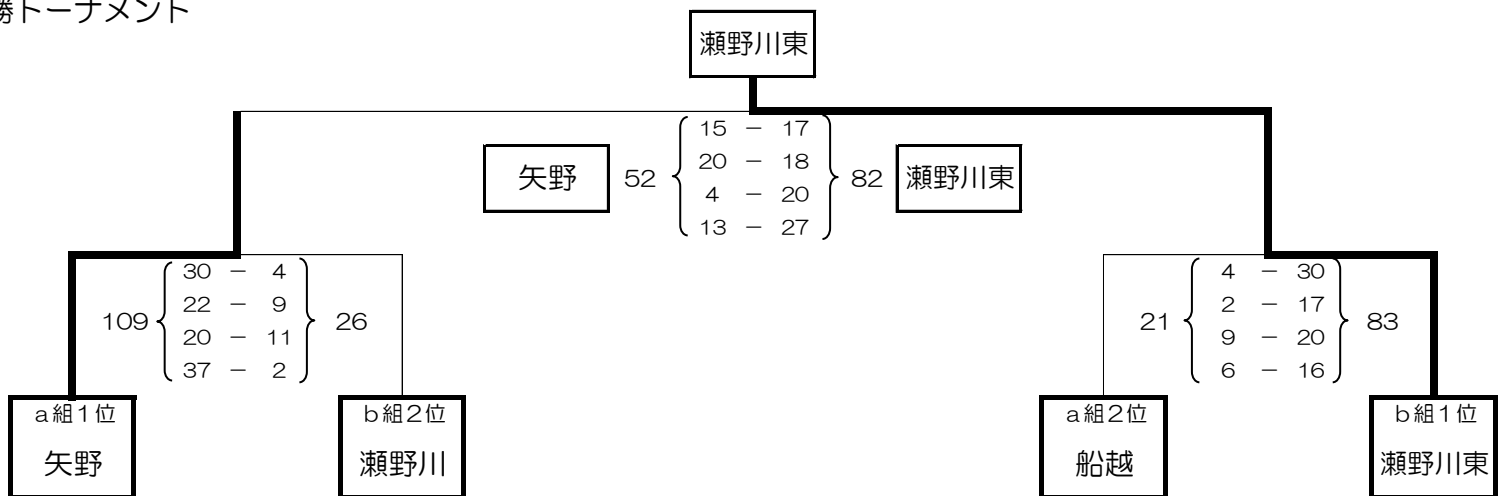 勝トーナメント
瀬野川東
矢野 52 15 － 17 82 瀬野川東
20 － 18
4 － 20
13 － 27
109 30 － 4 26
22 － 9
20 － 11
37 － 2
21 4 － 30 83
2 － 17
9 － 20
6 － 16
a組1位
矢野
b組2位
瀬野川
a組2位
船越
b組1位
瀬野川東